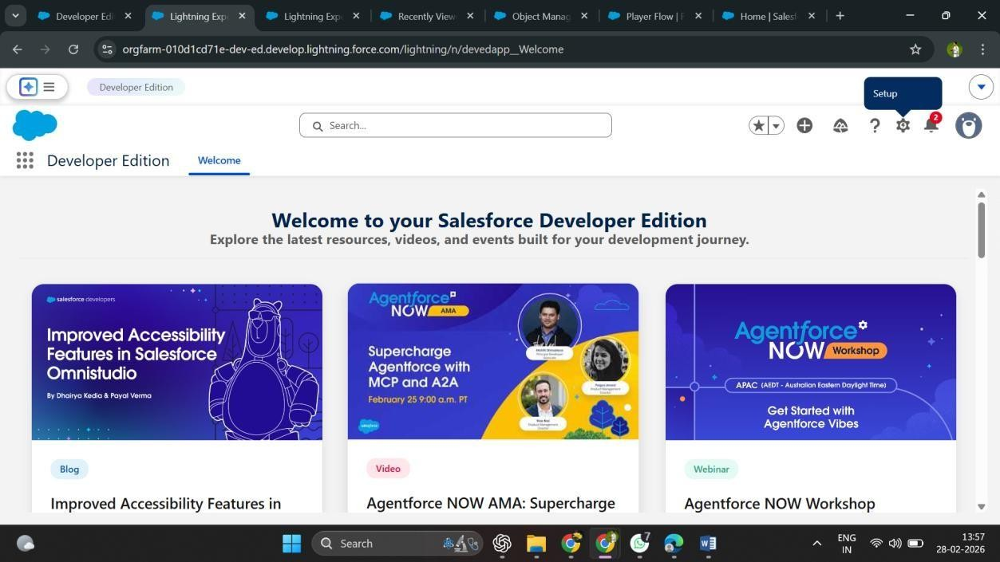 Developer Edi
Lightning Exp
Lightning Exp
Recently View
Object Manag
Player Flow | F
Home | Salesf
orgfarm-010d1cd71e-dev-ed.develop.lightning.force.com/lightning/n/devedapp__Welcome
Developer Edition
Setup
Search...
2
Developer Edition
Welcome
Welcome to your Salesforce Developer Edition
Explore the latest resources, videos, and events built for your development journey.
salesforce developers
Improved Accessibility
Features in Salesforce
Omnistudio
By Dhairya Kedia & Payal Verma
Blog
Improved Accessibility Features in
Agentforce
NOW AMA
Supercharge
Agentforce with
MCP and A2A
February 25 9:00 a.m. PT
salesforce
Video
Agentforce NOW AMA: Supercharge
Agentforce
NOW Workshop
APAC (AEDT - Australian Eastern Daylight Time)
Get Started with
Agentforce Vibes
Webinar
Agentforce NOW Workshop
Search
7
ENG
IN
13:57
28-02-2026